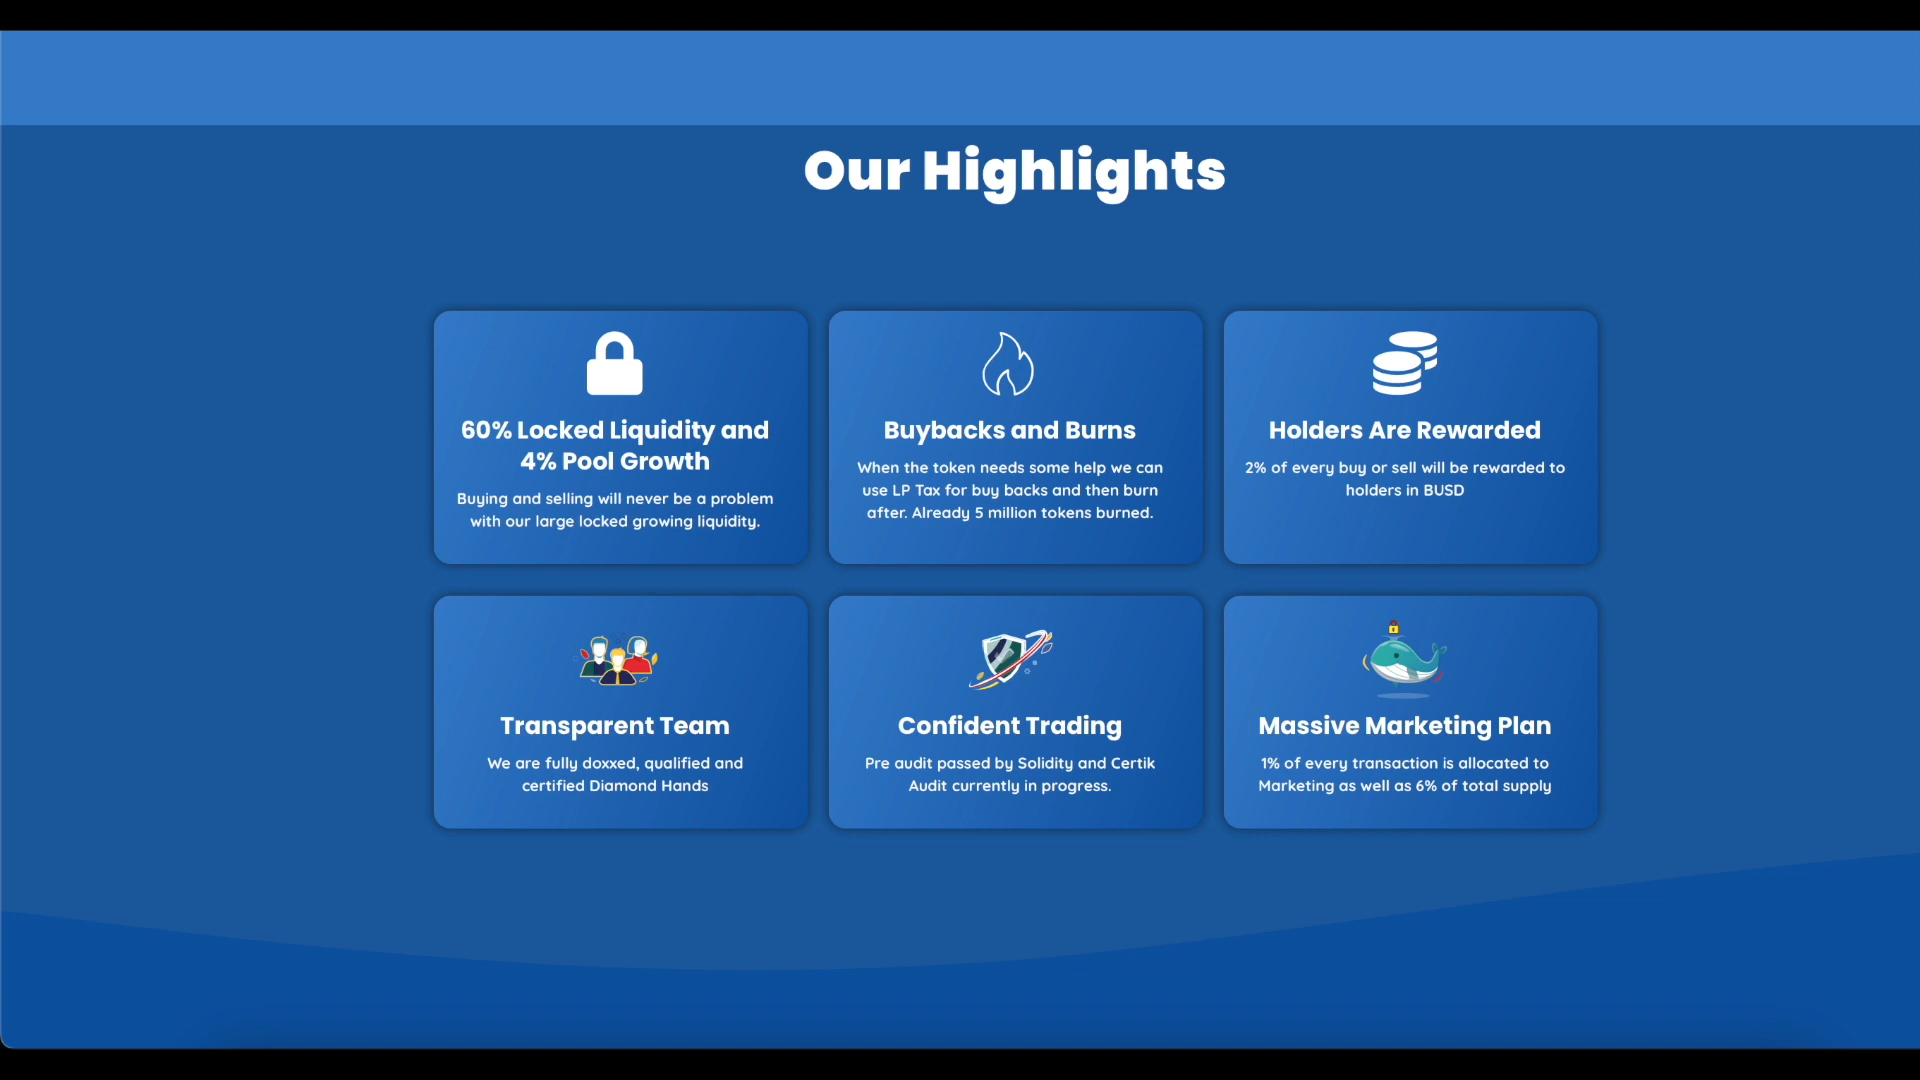 Our Highlights
60% Locked Liquidity and
4% Pool Growth
Buying and selling will never be a problem
with our large locked growing liquidity.
Buybacks and Burns
When the token needs some help we can
use LP Tax for buy backs and then burn
after. Already 5 million tokens burned.
Holders Are Rewarded
2% of every buy or sell will be rewarded to
holders in BUSD
Transparent Team
We are fully doxxed, qualified and
certified Diamond Hands
Confident Trading
Pre audit passed by Solidity and Certik
Audit currently in progress.
Massive Marketing Plan
1% of every transaction is allocated to
Marketing as well as 6% of total supply